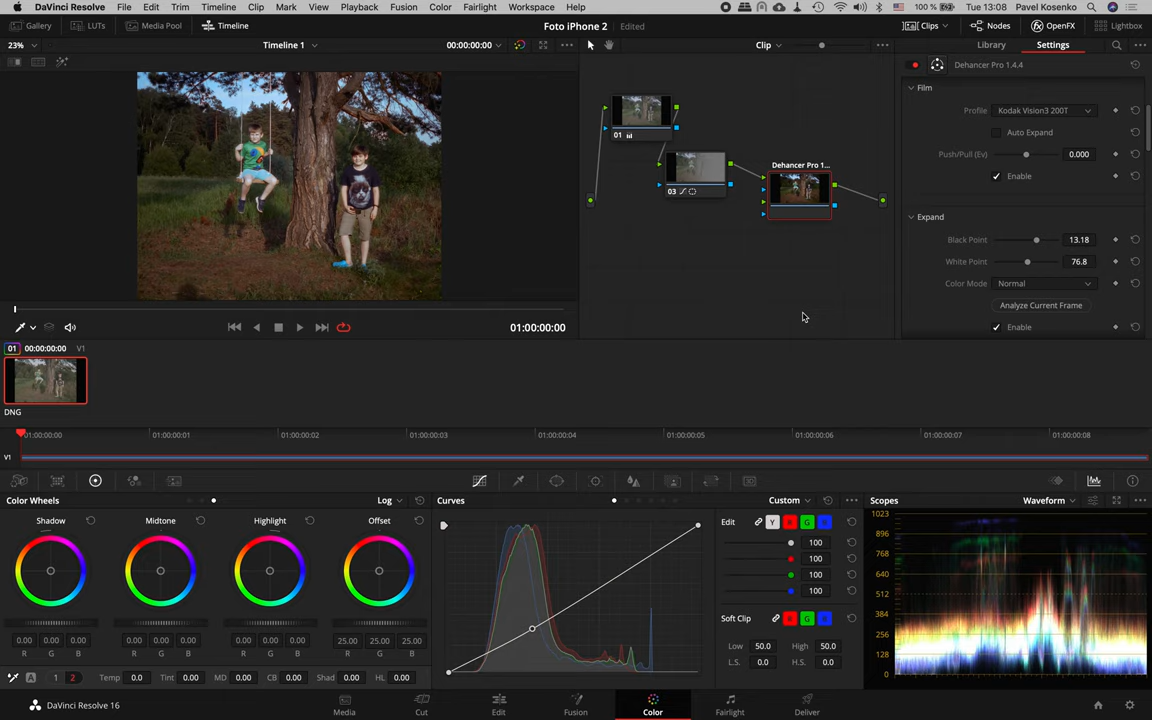 DaVinci Resolve File Edit Trim Timeline Clip Mark View Playback Fusion Color Fairlight Workspace Help 100 % Tue 13:08 Pavel Kosenko
Gallery LUTs Media Pool Timeline Foto iPhone 2 Edited Clips Nodes OpenFX Lightbox
23% Timeline 1 00:00:00:00 Clip Library Settings
Dehancer Pro 1.4.4
Film
Profile Kodak Vision3 200T
Auto Expand
Push/Pull (Ev) 0.000
Enable
Expand
Black Point 13.18
White Point 76.8
Color Mode Normal
Analyze Current Frame
Enable
01
03
Dehancer Pro 1...
01:00:00:00
01 00:00:00:00 V1
DNG
01:00:00:00 01:00:00:01 01:00:00:02 01:00:00:03 01:00:00:04 01:00:00:05 01:00:00:06 01:00:00:07 01:00:00:08
V1
Color Wheels Log
Shadow Midtone Highlight Offset
0.00 0.00 0.00 0.00 0.00 0.00 0.00 0.00 0.00 25.00 25.00 25.00
R G B R G B R G B R G B
A 1 2 Temp 0.0 Tint 0.00 MD 0.00 CB 0.00 Shad 0.00 HL 0.00
Curves Custom
Edit Y R G B
100
100
100
100
Soft Clip R G B
Low 50.0 High 50.0
L.S. 0.0 H.S. 0.0
Scopes Waveform
1023
896
768
640
512
384
256
128
0
DaVinci Resolve 16 Media Cut Edit Fusion Color Fairlight Deliver